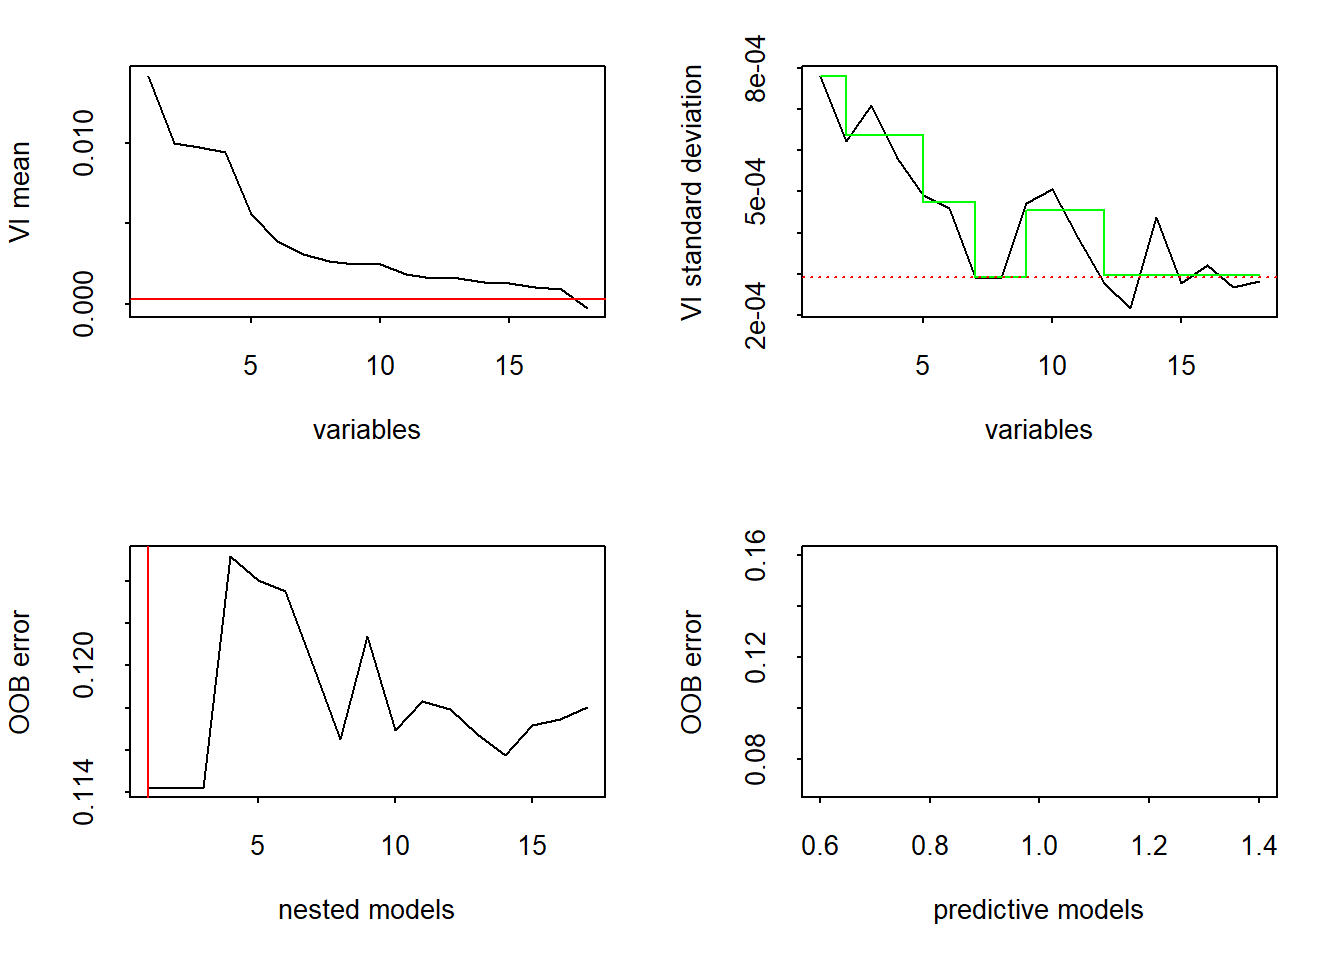 VI mean
0.000
0.010
5
10
15
variables
VI standard deviation
2e-04
5e-04
8e-04
5
10
15
variables
OOB error
0.114
0.120
5
10
15
nested models
OOB error
0.08
0.12
0.16
0.6
0.8
1.0
1.2
1.4
predictive models